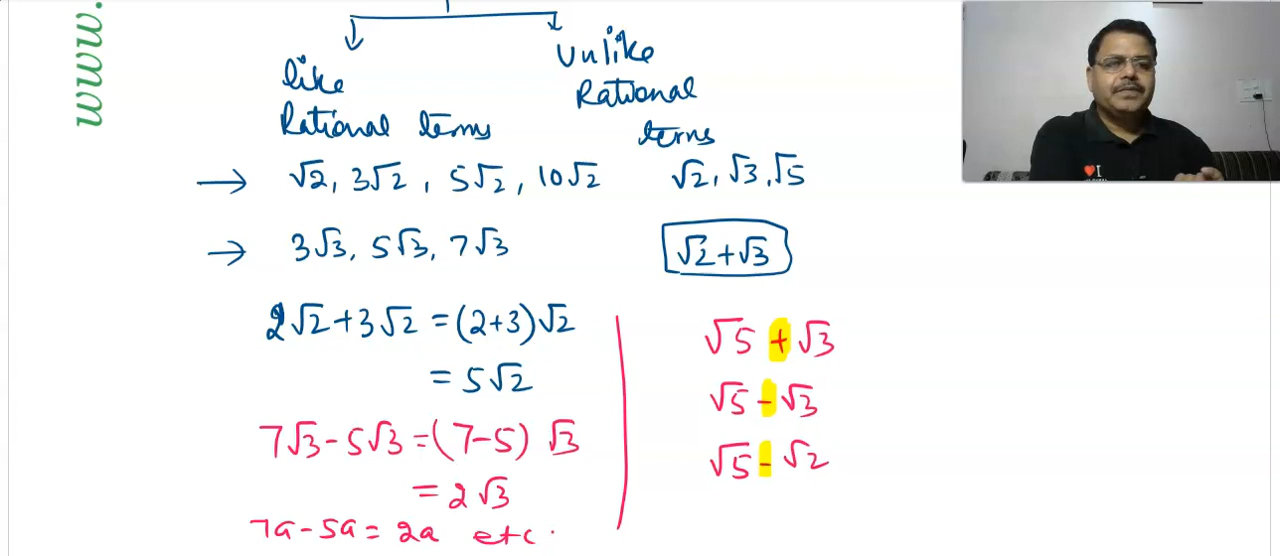 www.
like
Rational terms
Unlike
Rational
terms
→ √2, 3√2, 5√2, 10√2
√2, √3, √5
→ 3√3, 5√3, 7√3
√2+√3
2√2+3√2 = (2+3)√2
= 5√2
7√3-5√3 = (7-5) √3
= 2√3
7a-5a = 2a etc.
√5 + √3
√5 - √3
√5 - √2
I